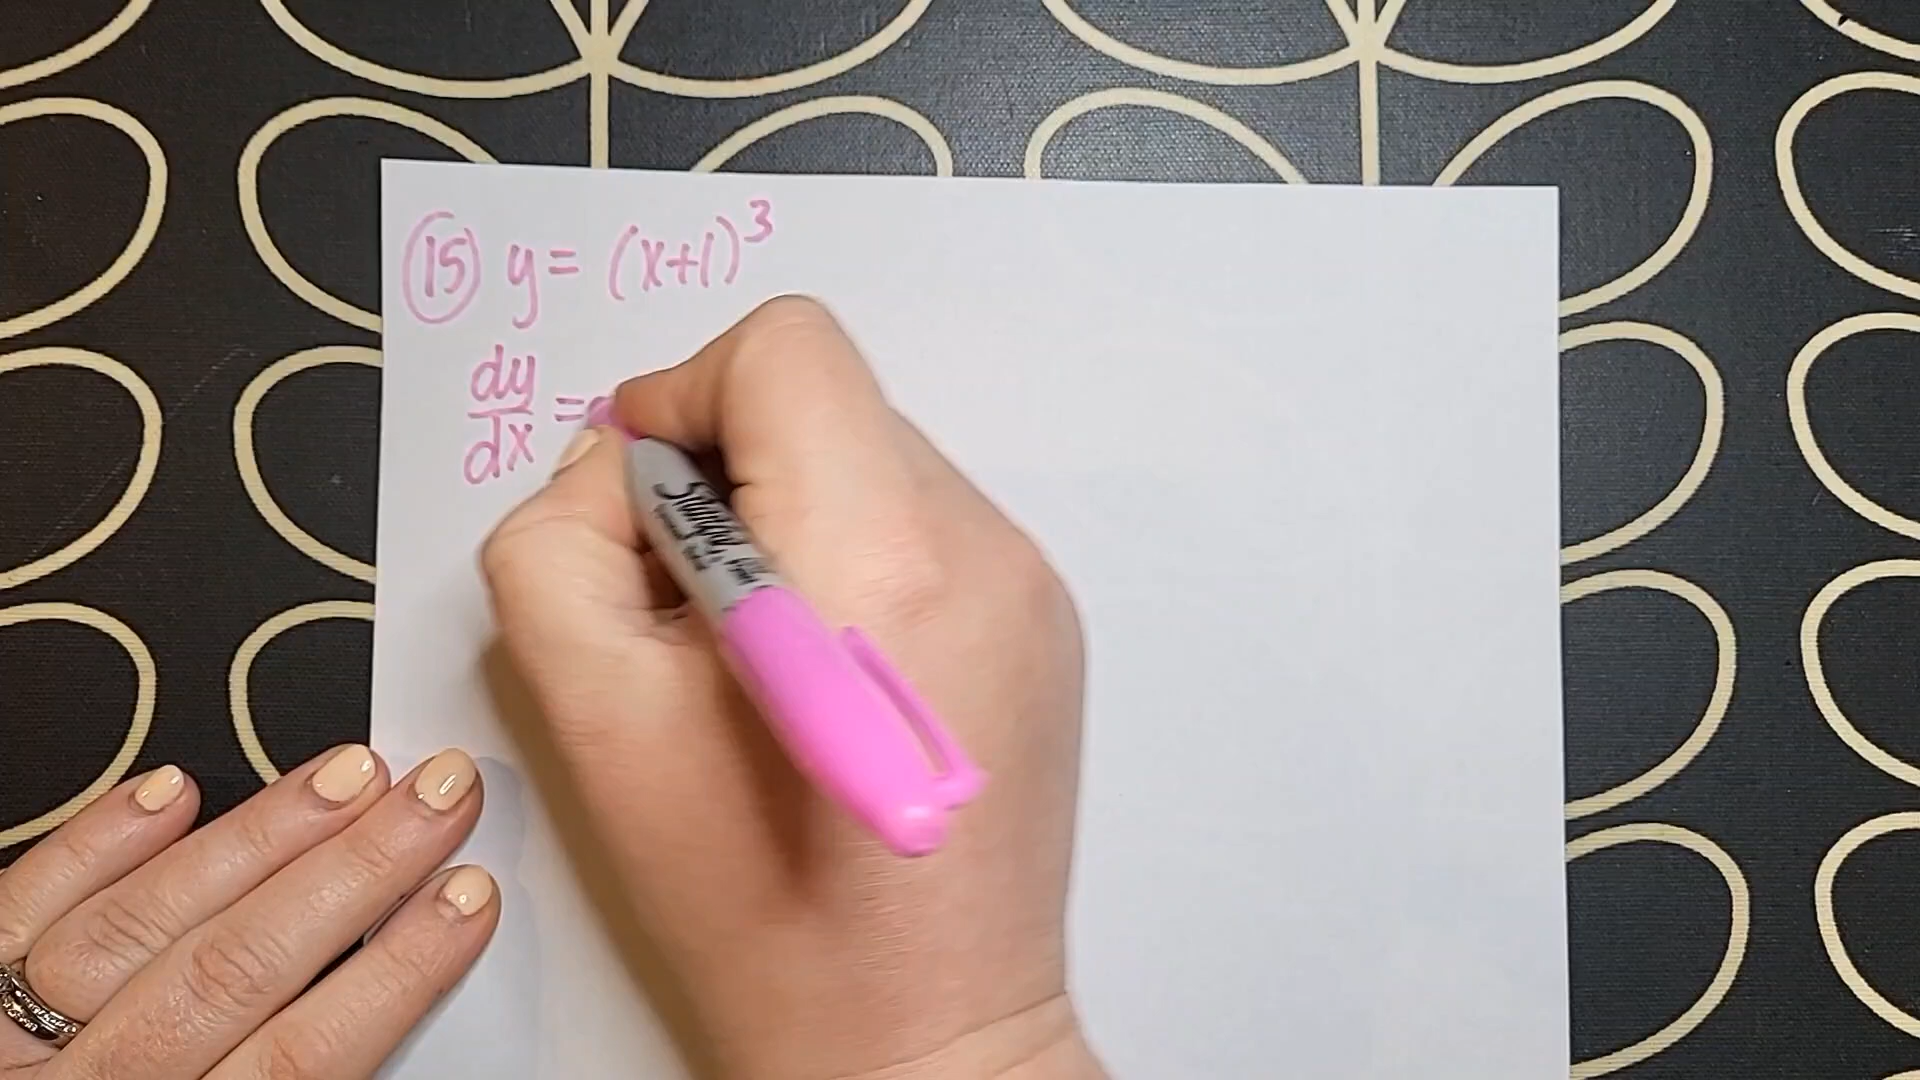 ⑮ y = (x+1)³
dy/dx =
Sharpie